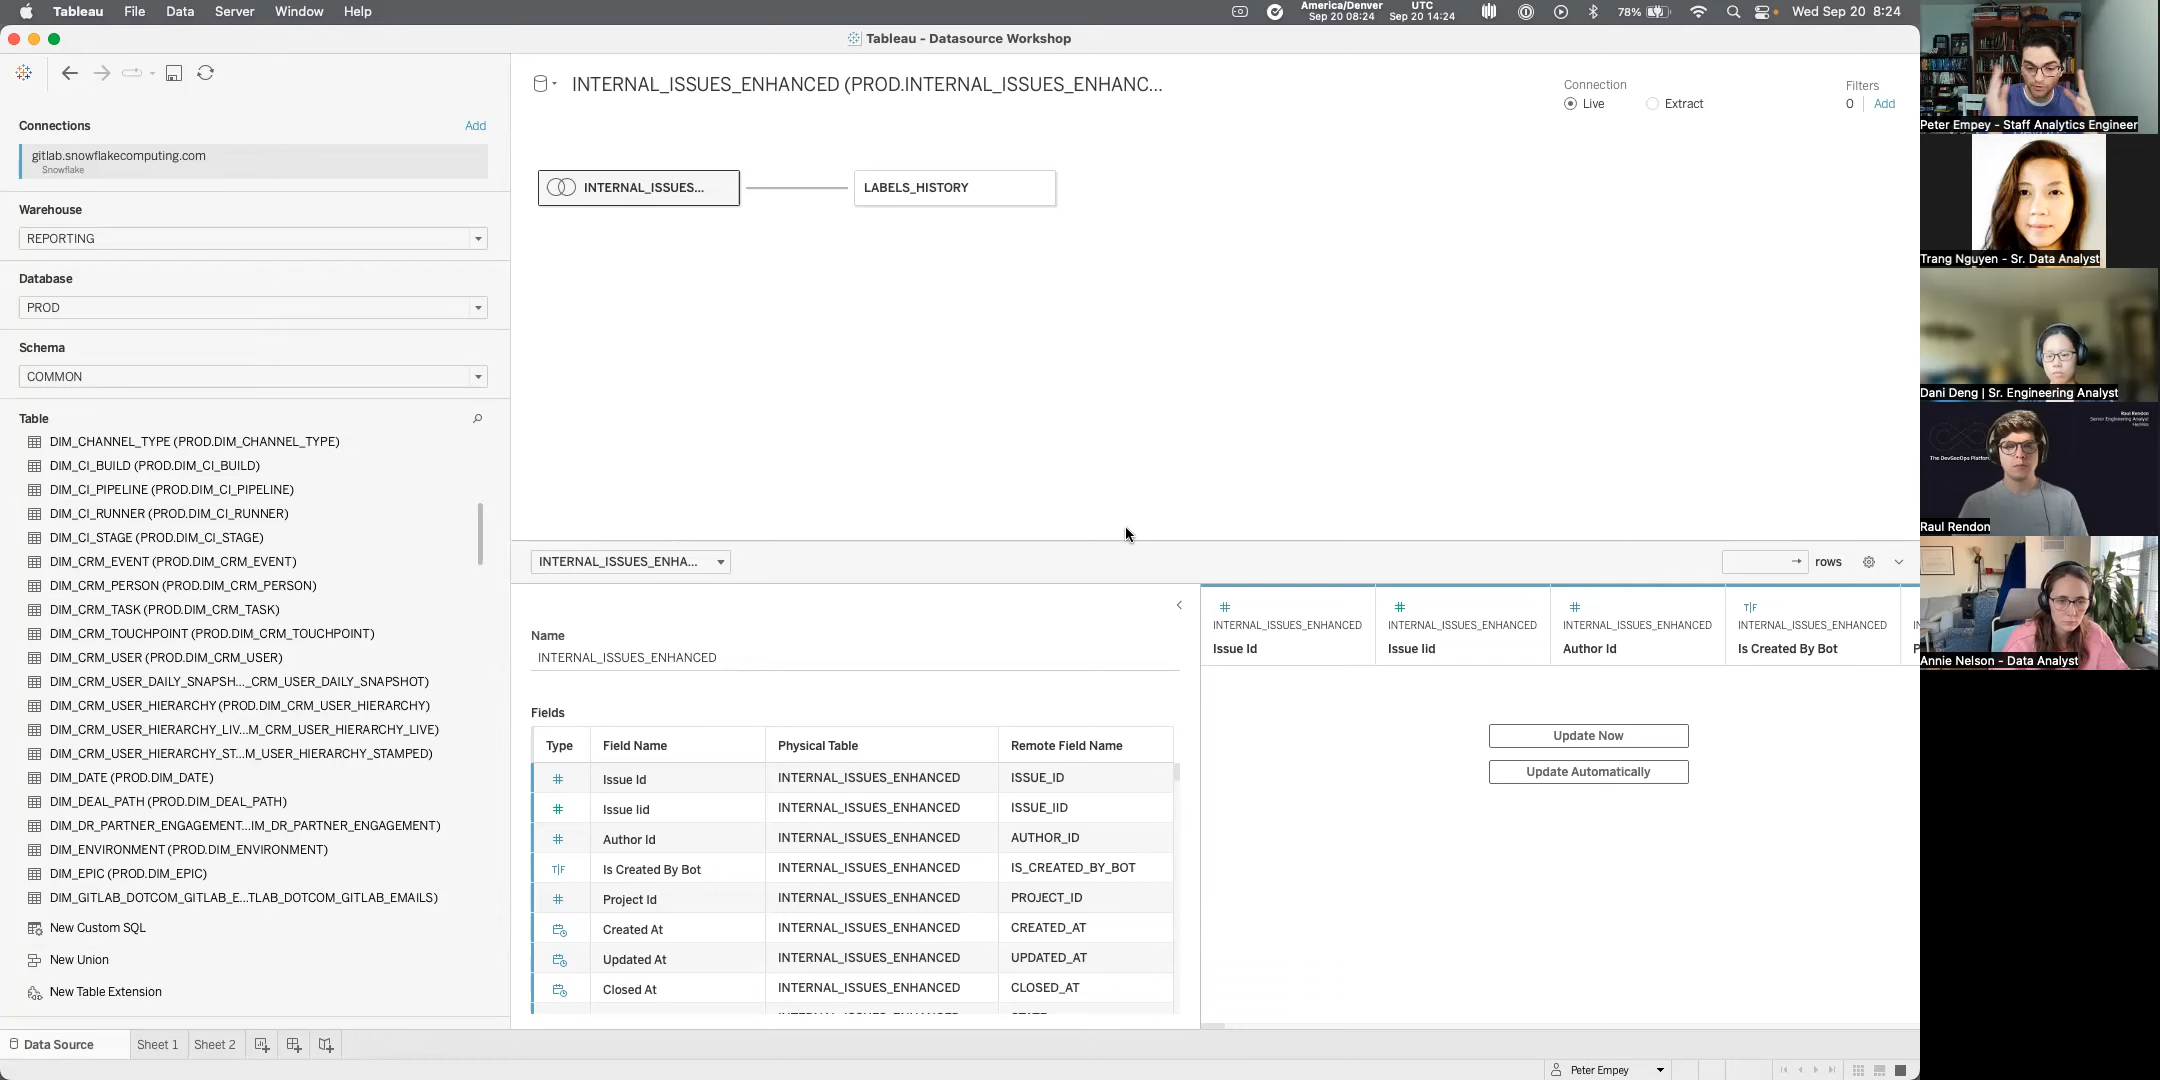 Tableau File Data Server Window Help
America/Denver UTC
Sep 20 08:24 Sep 20 14:24
78%
Wed Sep 20 8:24
Tableau - Datasource Workshop
Connections Add
gitlab.snowflakecomputing.com
Snowflake
Warehouse
REPORTING
Database
PROD
Schema
COMMON
Table
DIM_CHANNEL_TYPE (PROD.DIM_CHANNEL_TYPE)
DIM_CI_BUILD (PROD.DIM_CI_BUILD)
DIM_CI_PIPELINE (PROD.DIM_CI_PIPELINE)
DIM_CI_RUNNER (PROD.DIM_CI_RUNNER)
DIM_CI_STAGE (PROD.DIM_CI_STAGE)
DIM_CRM_EVENT (PROD.DIM_CRM_EVENT)
DIM_CRM_PERSON (PROD.DIM_CRM_PERSON)
DIM_CRM_TASK (PROD.DIM_CRM_TASK)
DIM_CRM_TOUCHPOINT (PROD.DIM_CRM_TOUCHPOINT)
DIM_CRM_USER (PROD.DIM_CRM_USER)
DIM_CRM_USER_DAILY_SNAPSH..._CRM_USER_DAILY_SNAPSHOT)
DIM_CRM_USER_HIERARCHY (PROD.DIM_CRM_USER_HIERARCHY)
DIM_CRM_USER_HIERARCHY_LIV...M_CRM_USER_HIERARCHY_LIVE)
DIM_CRM_USER_HIERARCHY_ST...M_USER_HIERARCHY_STAMPED)
DIM_DATE (PROD.DIM_DATE)
DIM_DEAL_PATH (PROD.DIM_DEAL_PATH)
DIM_DR_PARTNER_ENGAGEMENT...IM_DR_PARTNER_ENGAGEMENT)
DIM_ENVIRONMENT (PROD.DIM_ENVIRONMENT)
DIM_EPIC (PROD.DIM_EPIC)
DIM_GITLAB_DOTCOM_GITLAB_E...TLAB_DOTCOM_GITLAB_EMAILS)
New Custom SQL
New Union
New Table Extension
INTERNAL_ISSUES_ENHANCED (PROD.INTERNAL_ISSUES_ENHANC...
Connection
Live Extract
Filters
0 Add
INTERNAL_ISSUES...
LABELS_HISTORY
INTERNAL_ISSUES_ENHA...
rows
Name
INTERNAL_ISSUES_ENHANCED
Fields
Type Field Name Physical Table Remote Field Name
Issue Id INTERNAL_ISSUES_ENHANCED ISSUE_ID
Issue Iid INTERNAL_ISSUES_ENHANCED ISSUE_IID
Author Id INTERNAL_ISSUES_ENHANCED AUTHOR_ID
T|F Is Created By Bot INTERNAL_ISSUES_ENHANCED IS_CREATED_BY_BOT
Project Id INTERNAL_ISSUES_ENHANCED PROJECT_ID
Created At INTERNAL_ISSUES_ENHANCED CREATED_AT
Updated At INTERNAL_ISSUES_ENHANCED UPDATED_AT
Closed At INTERNAL_ISSUES_ENHANCED CLOSED_AT
T|F
INTERNAL_ISSUES_ENHANCED INTERNAL_ISSUES_ENHANCED INTERNAL_ISSUES_ENHANCED INTERNAL_ISSUES_ENHANCED
Issue Id Issue Iid Author Id Is Created By Bot
Update Now
Update Automatically
Data Source Sheet 1 Sheet 2
Peter Empey
Peter Empey - Staff Analytics Engineer
Trang Nguyen - Sr. Data Analyst
Dani Deng | Sr. Engineering Analyst
Raul Rendon
Senior Engineering Analyst
The DevSecOps Platform
Raul Rendon
Annie Nelson - Data Analyst